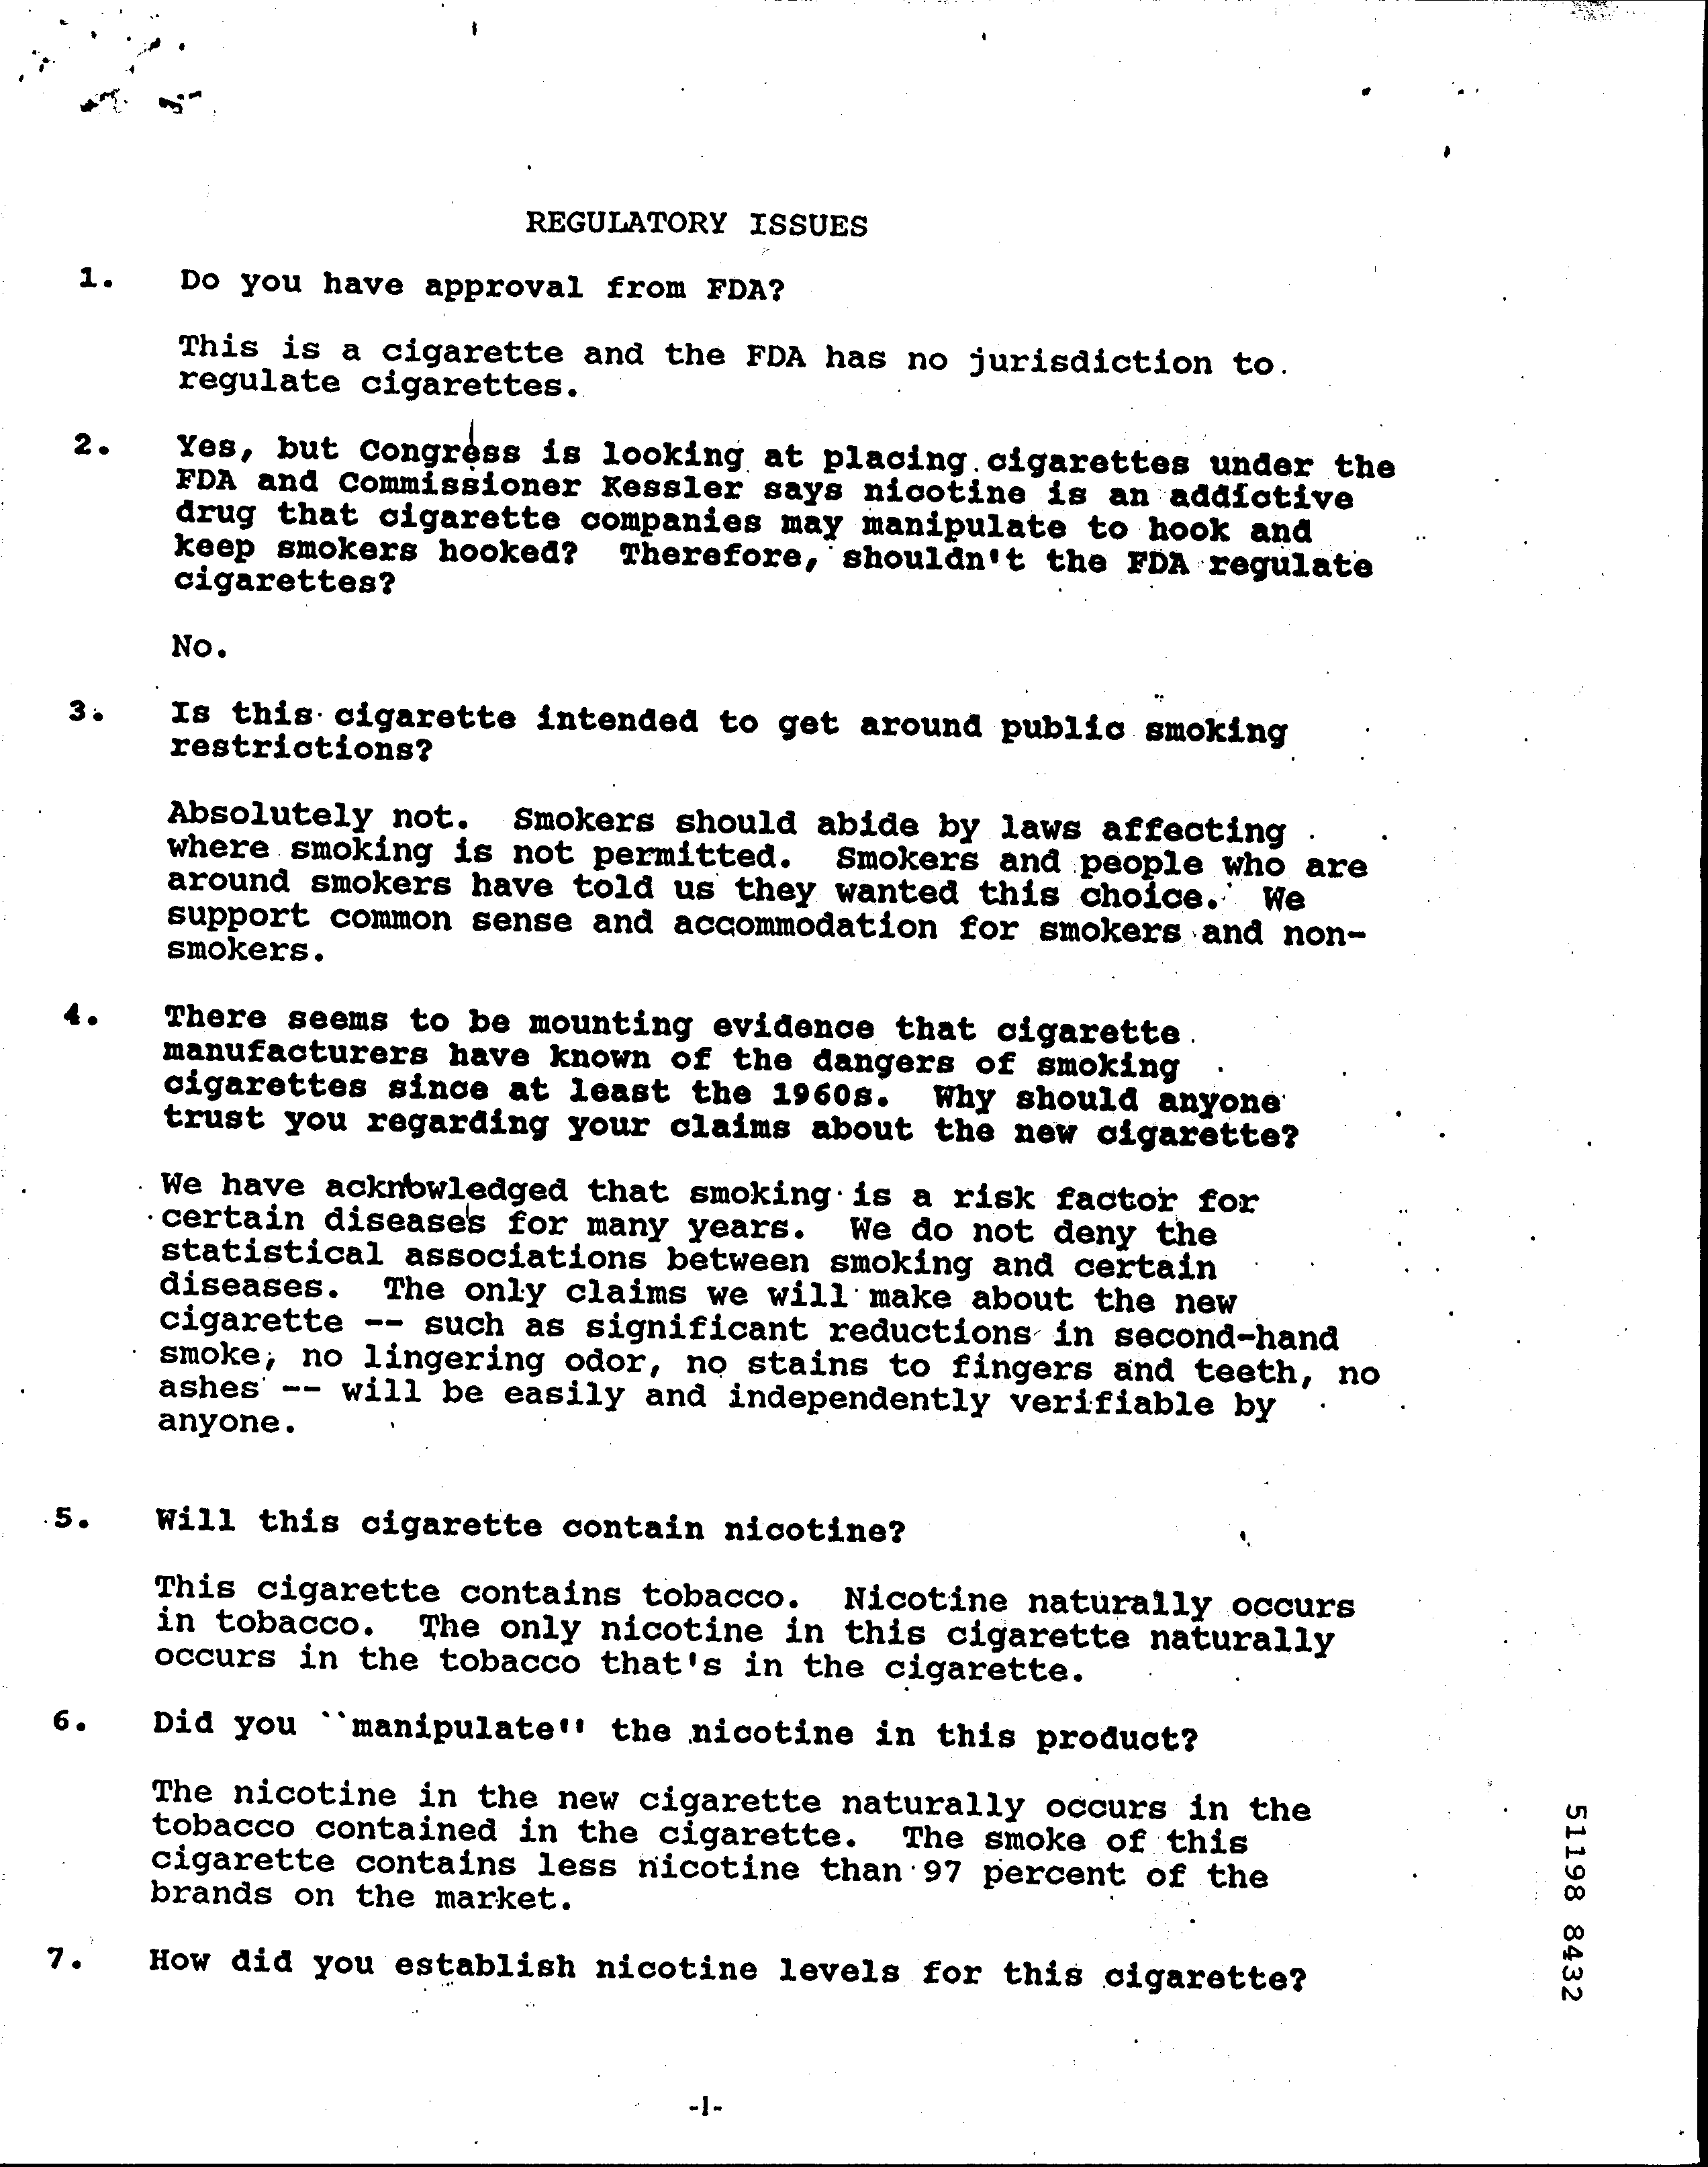 REGULATORY ISSUES
1. Do you have approval from FDA?
This is a cigarette and the FDA has no jurisdiction to
regulate cigarettes.
2. Yes, but Congress is looking at placing cigarettes under the
FDA and Commissioner Kessler says nicotine is an addictive
drug that cigarette companies may manipulate to hook and
keep smokers hooked? Therefore, shouldn't the FDA regulate
cigarettes?
No.
3. Is this cigarette intended to get around public smoking
restrictions?
Absolutely not. Smokers should abide by laws affecting
where smoking is not permitted. Smokers and people who are
around smokers have told us they wanted this choice. We
support common sense and accommodation for smokers and non-
smokers.
4. There seems to be mounting evidence that cigarette
manufacturers have known of the dangers of smoking
cigarettes since at least the 1960s. Why should anyone
trust you regarding your claims about the new cigarette?
We have acknowledged that smoking is a risk factor for
certain diseases for many years. We do not deny the
statistical associations between smoking and certain
diseases. The only claims we will make about the new
cigarette -- such as significant reductions in second-hand
smoke, no lingering odor, no stains to fingers and teeth, no
ashes -- will be easily and independently verifiable by
anyone.
5. Will this cigarette contain nicotine?
This cigarette contains tobacco. Nicotine naturally occurs
in tobacco. The only nicotine in this cigarette naturally
occurs in the tobacco that's in the cigarette.
6. Did you ``manipulate'' the nicotine in this product?
The nicotine in the new cigarette naturally occurs in the
tobacco contained in the cigarette. The smoke of this
cigarette contains less nicotine than 97 percent of the
brands on the market.
7. How did you establish nicotine levels for this cigarette?
-1-
51198 8432